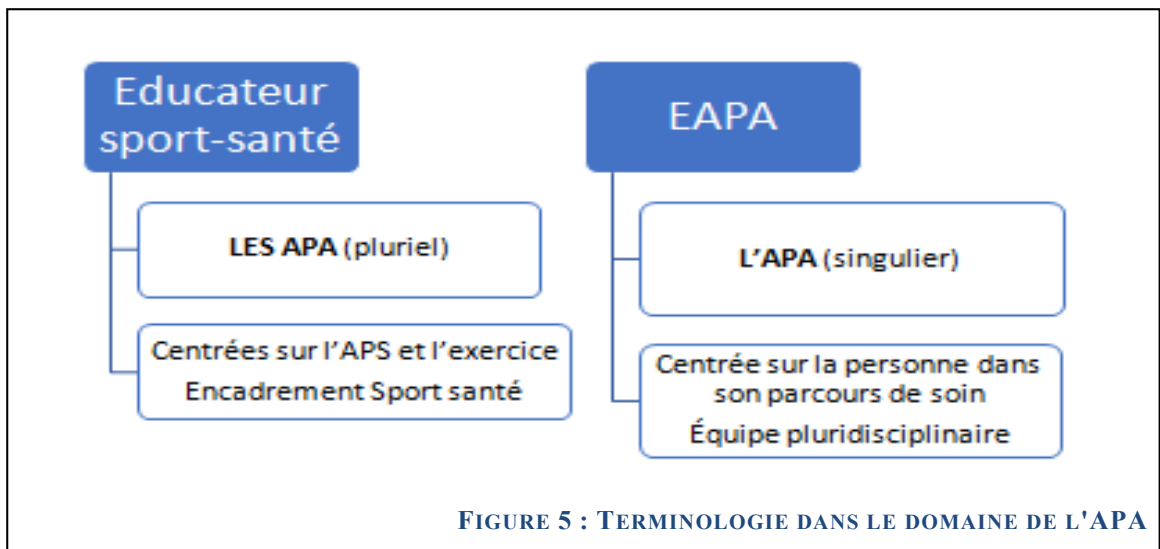 Educateur
sport-santé
LES APA (pluriel)
Centrées sur l'APS et l'exercice
Encadrement Sport santé
EAPA
L'APA (singulier)
Centrée sur la personne dans
son parcours de soin
Équipe pluridisciplinaire
FIGURE 5 : TERMINOLOGIE DANS LE DOMAINE DE L'APA